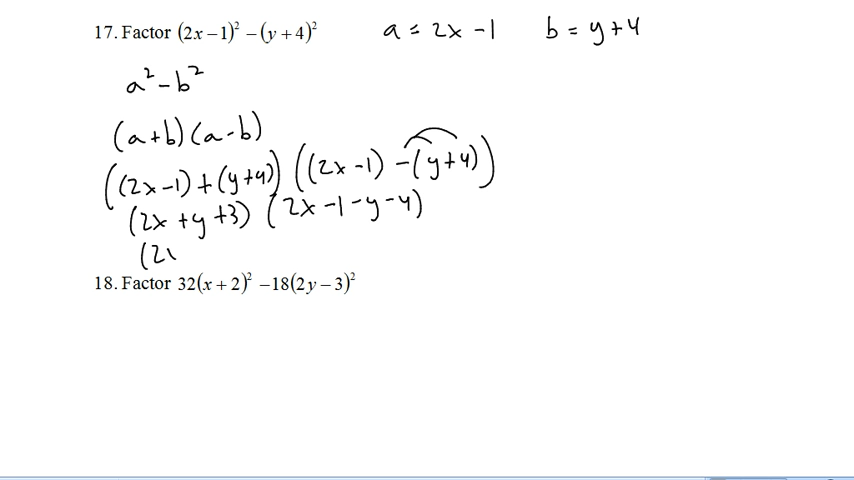 17. Factor (2x−1)² −(y+4)² a = 2x −1 b = y+4
a² − b²
(a+b)(a-b)
((2x−1)+(y+4)) ((2x−1) −(y+4))
(2x +y +3) (2x −1−y−4)
(2x
18. Factor 32(x+2)² −18(2y−3)²